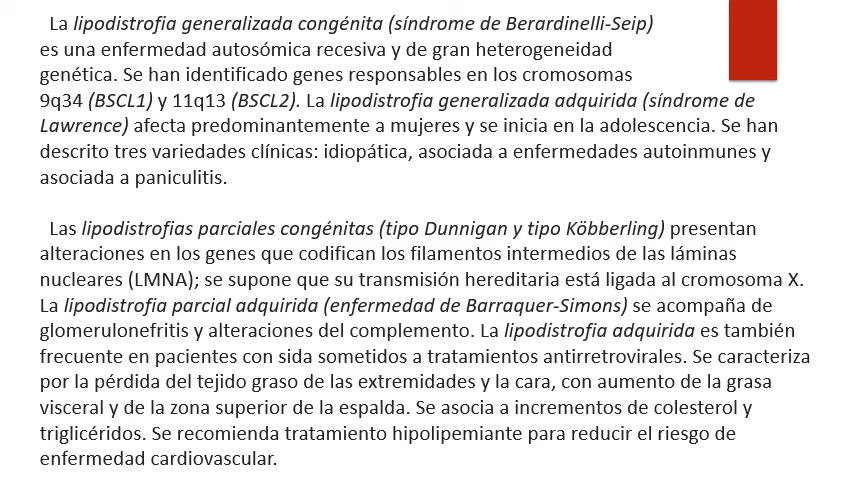 La lipodistrofia generalizada congénita (síndrome de Berardinelli-Seip)
es una enfermedad autosómica recesiva y de gran heterogeneidad
genética. Se han identificado genes responsables en los cromosomas
9q34 (BSCL1) y 11q13 (BSCL2). La lipodistrofia generalizada adquirida (síndrome de
Lawrence) afecta predominantemente a mujeres y se inicia en la adolescencia. Se han
descrito tres variedades clínicas: idiopática, asociada a enfermedades autoinmunes y
asociada a paniculitis.
Las lipodistrofias parciales congénitas (tipo Dunnigan y tipo Köbberling) presentan
alteraciones en los genes que codifican los filamentos intermedios de las láminas
nucleares (LMNA); se supone que su transmisión hereditaria está ligada al cromosoma X.
La lipodistrofia parcial adquirida (enfermedad de Barraquer-Simons) se acompaña de
glomerulonefritis y alteraciones del complemento. La lipodistrofia adquirida es también
frecuente en pacientes con sida sometidos a tratamientos antirretrovirales. Se caracteriza
por la pérdida del tejido graso de las extremidades y la cara, con aumento de la grasa
visceral y de la zona superior de la espalda. Se asocia a incrementos de colesterol y
triglicéridos. Se recomienda tratamiento hipolipemiante para reducir el riesgo de
enfermedad cardiovascular.